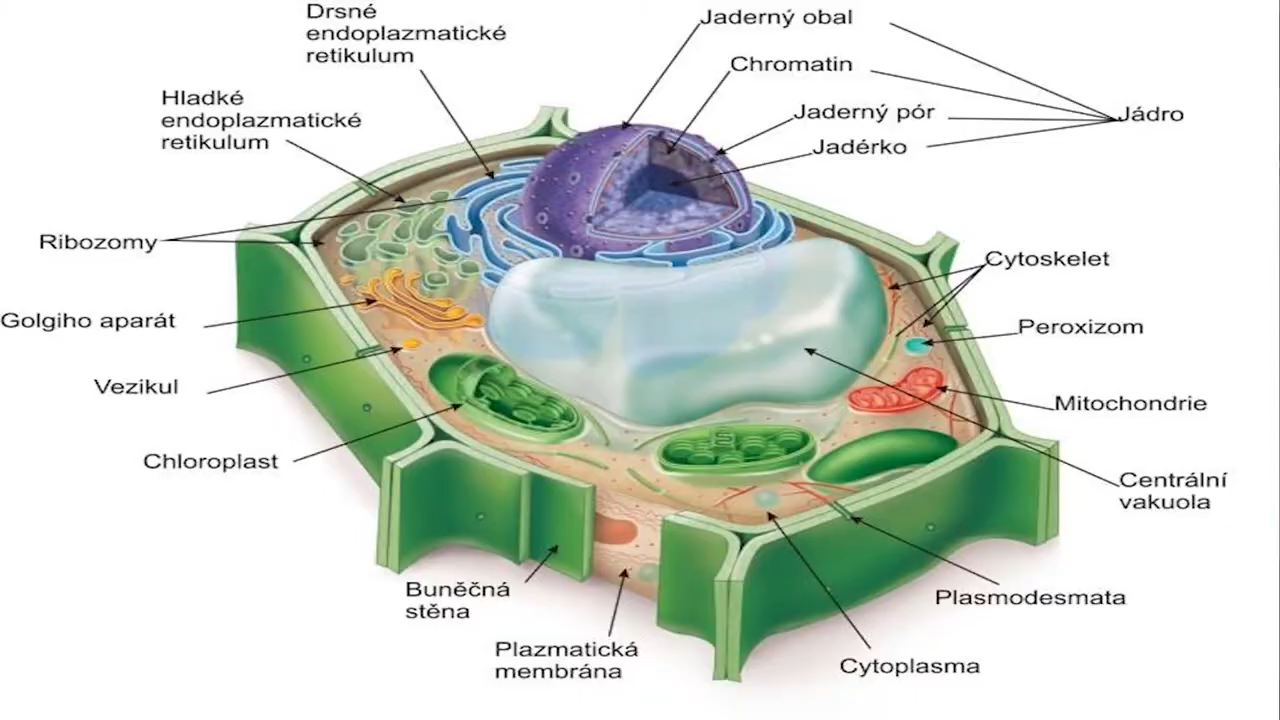 Drsné
endoplazmatické
retikulum
Jaderný obal
Chromatin
Jaderný pór
Jadérko
Jádro
Hladké
endoplazmatické
retikulum
Ribozomy
Golgiho aparát
Vezikul
Chloroplast
Cytoskelet
Peroxizom
Mitochondrie
Centrální
vakuola
Plasmodesmata
Buněčná
stěna
Plazmatická
membrána
Cytoplasma